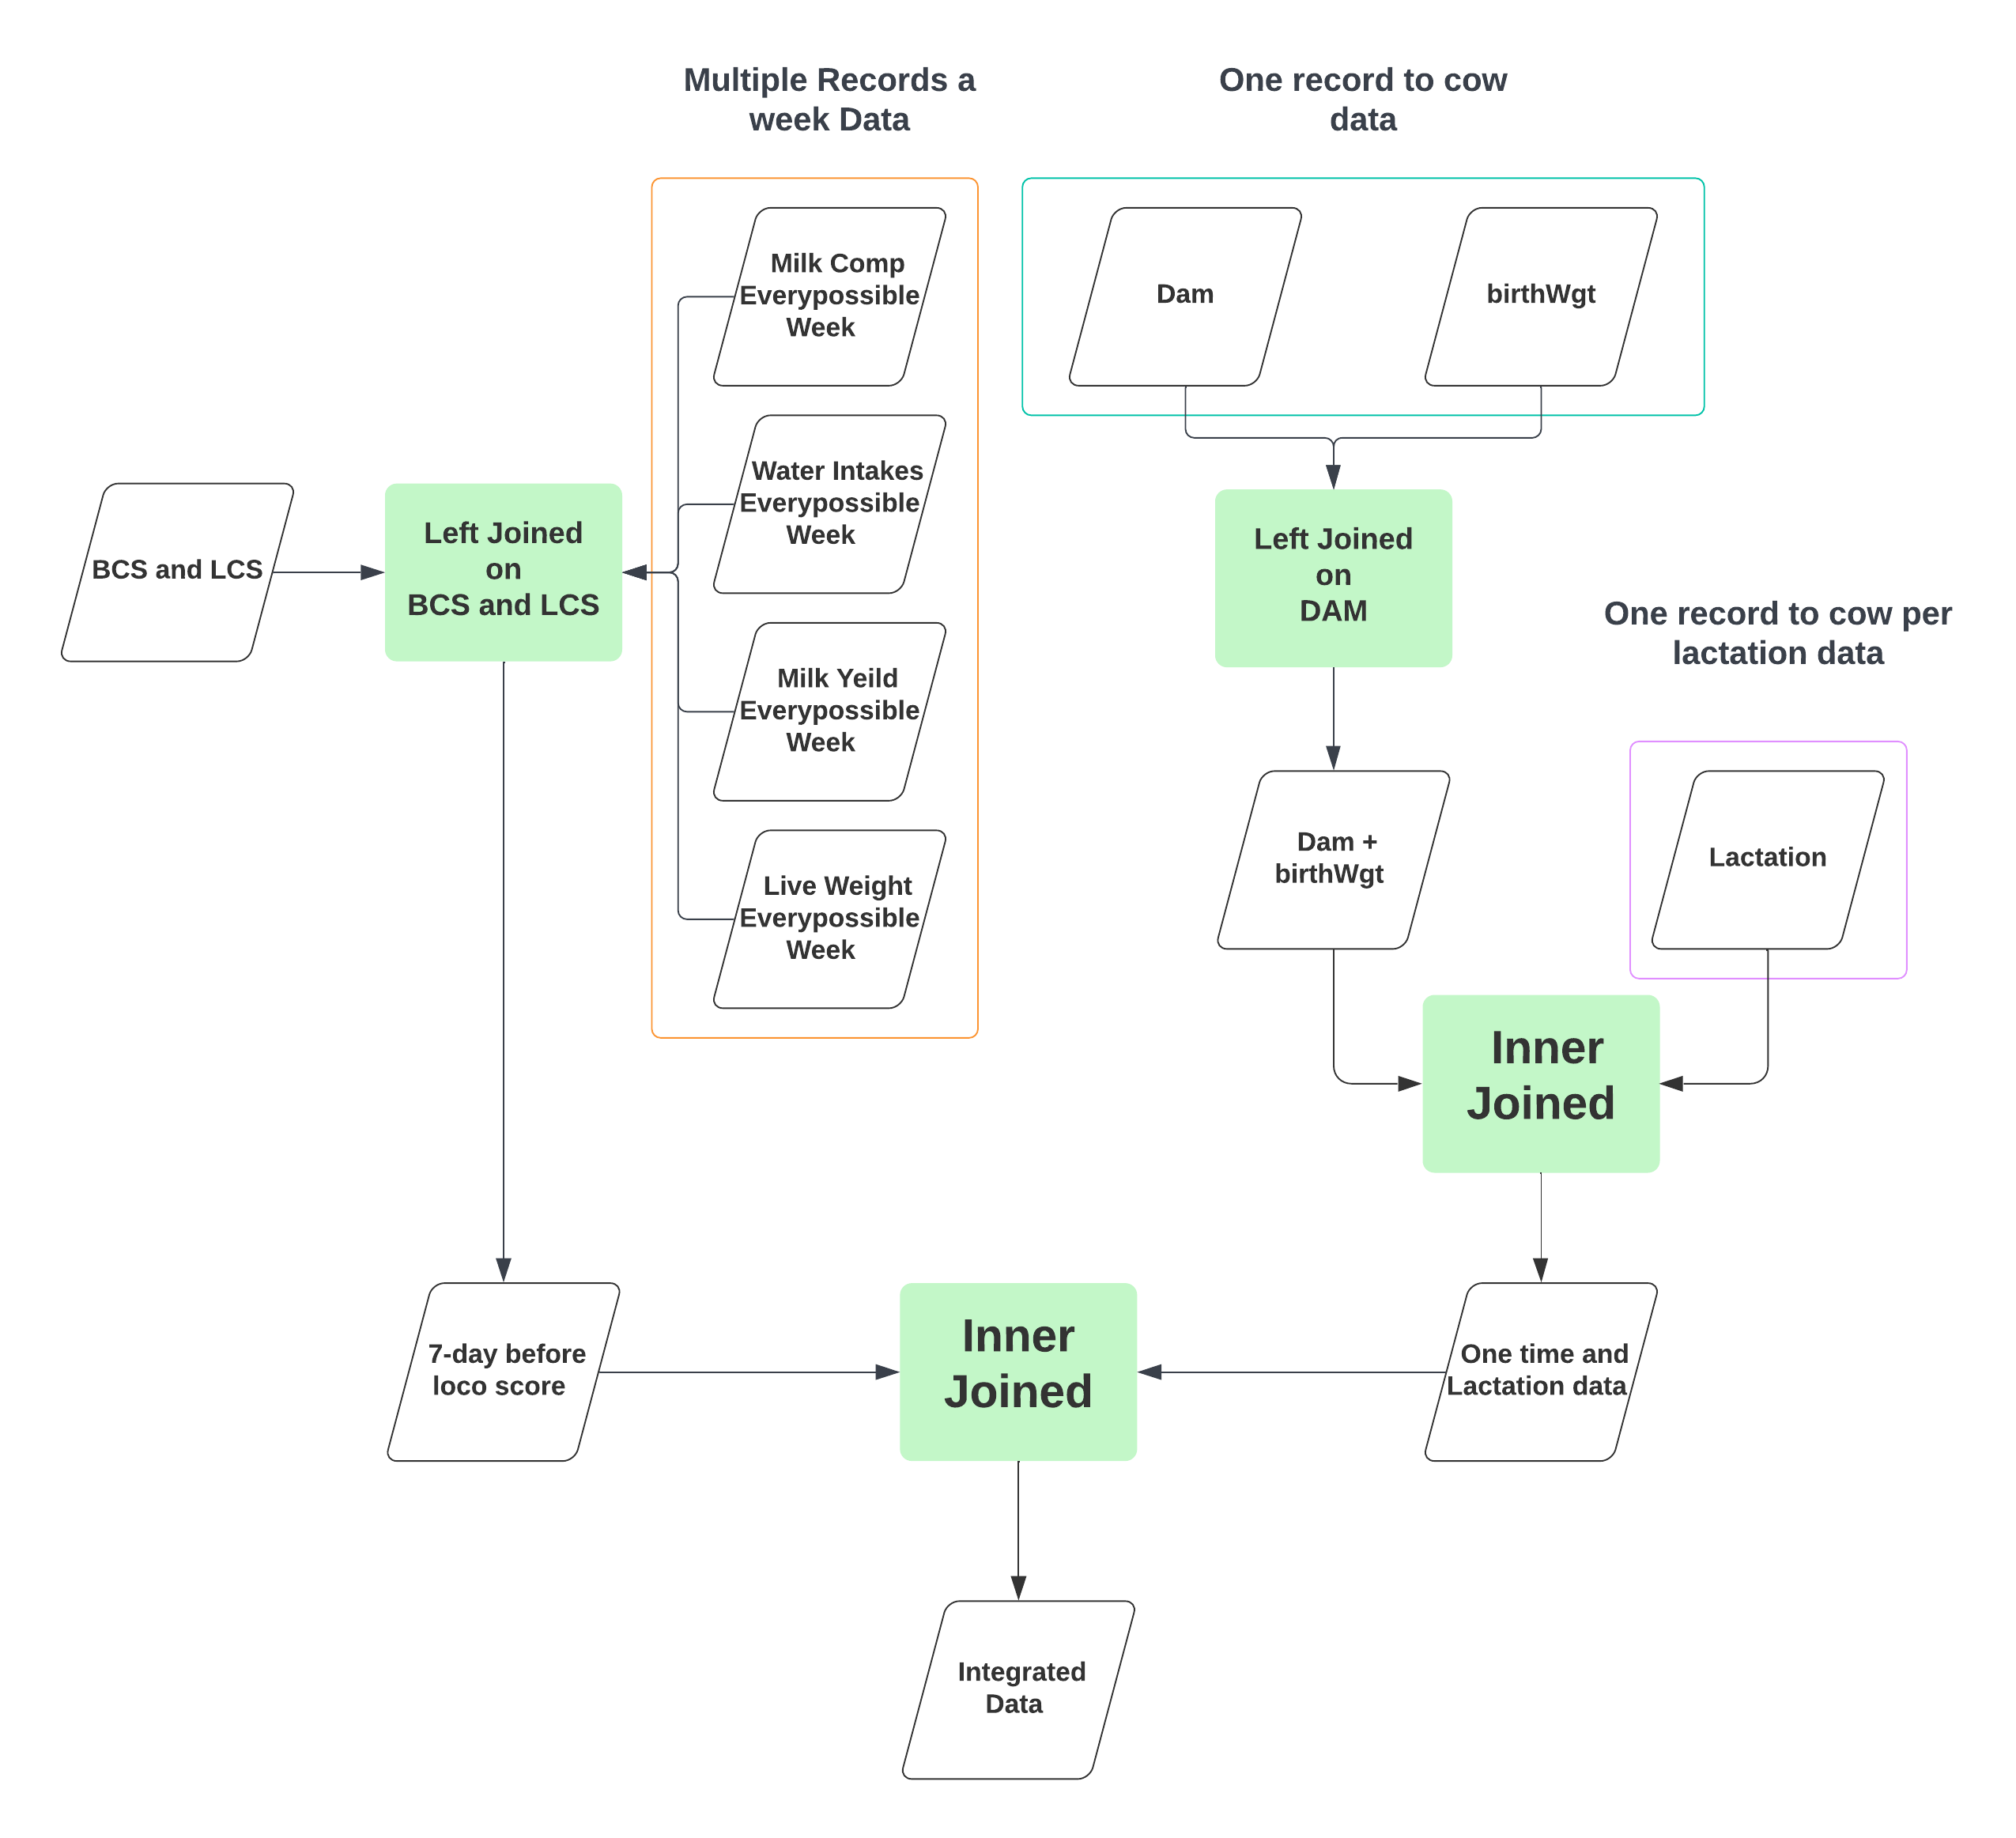 Multiple Records a
week Data
One record to cow
data
Milk Comp
Everypossible
Week
Dam
birthWgt
Water Intakes
Everypossible
Week
BCS and LCS
Left Joined
on
BCS and LCS
Left Joined
on
DAM
One record to cow per
lactation data
Milk Yeild
Everypossible
Week
Dam +
birthWgt
Lactation
Live Weight
Everypossible
Week
Inner
Joined
7-day before
loco score
Inner
Joined
One time and
Lactation data
Integrated
Data